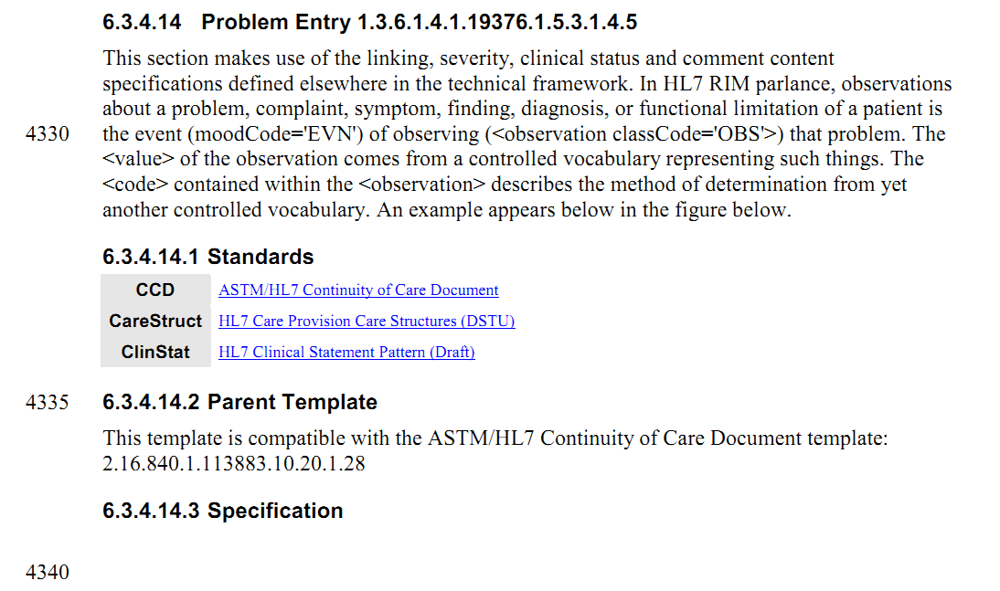 6.3.4.14 Problem Entry 1.3.6.1.4.1.19376.1.5.3.1.4.5
This section makes use of the linking, severity, clinical status and comment content
specifications defined elsewhere in the technical framework. In HL7 RIM parlance, observations
about a problem, complaint, symptom, finding, diagnosis, or functional limitation of a patient is
4330 the event (moodCode='EVN') of observing (<observation classCode='OBS'>) that problem. The
<value> of the observation comes from a controlled vocabulary representing such things. The
<code> contained within the <observation> describes the method of determination from yet
another controlled vocabulary. An example appears below in the figure below.
6.3.4.14.1 Standards
CCD ASTM/HL7 Continuity of Care Document
CareStruct HL7 Care Provision Care Structures (DSTU)
ClinStat HL7 Clinical Statement Pattern (Draft)
4335 6.3.4.14.2 Parent Template
This template is compatible with the ASTM/HL7 Continuity of Care Document template:
2.16.840.1.113883.10.20.1.28
6.3.4.14.3 Specification
4340